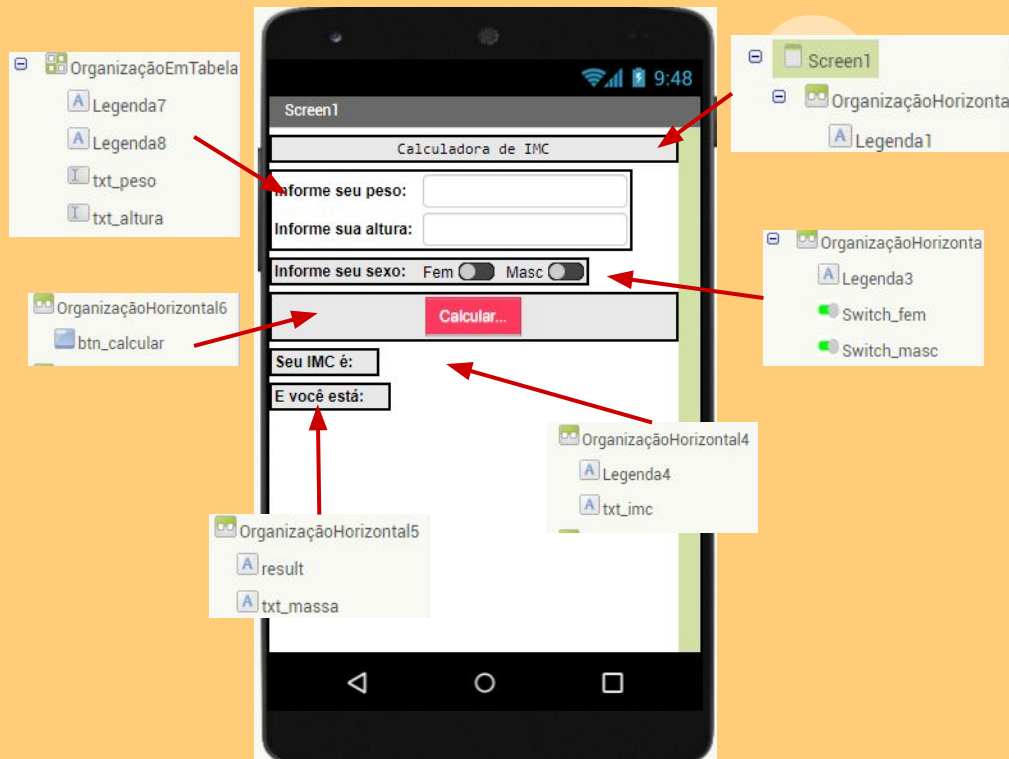 OrganizaçãoEmTabela
Legenda7
Legenda8
txt_peso
txt_altura
OrganizaçãoHorizontal6
btn_calcular
9:48
Screen1
Calculadora de IMC
Informe seu peso:
Informe sua altura:
Informe seu sexo: Fem Masc
Calcular...
Seu IMC é:
E você está:
Screen1
OrganizaçãoHorizonta
Legenda1
OrganizaçãoHorizonta
Legenda3
Switch_fem
Switch_masc
OrganizaçãoHorizontal4
Legenda4
txt_imc
OrganizaçãoHorizontal5
result
txt_massa